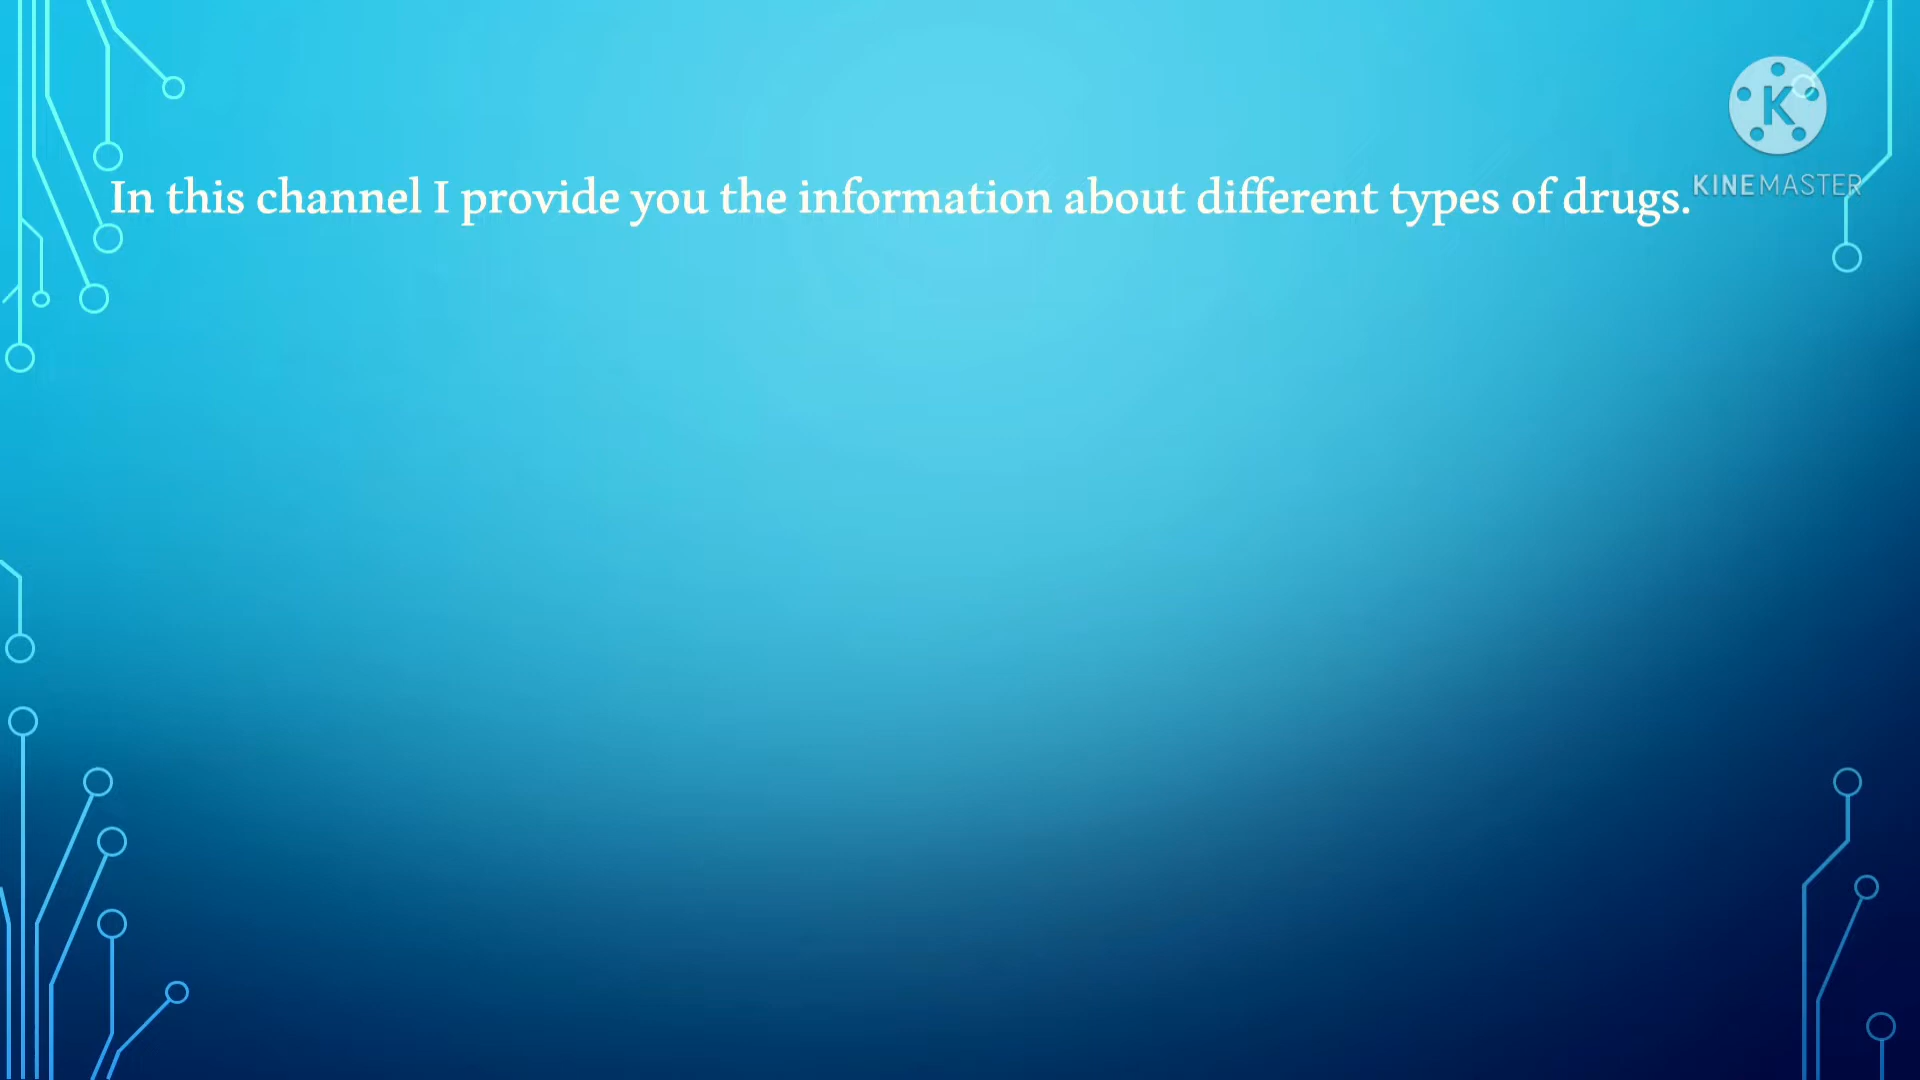 K
KINEMASTER
In this channel I provide you the information about different types of drugs.